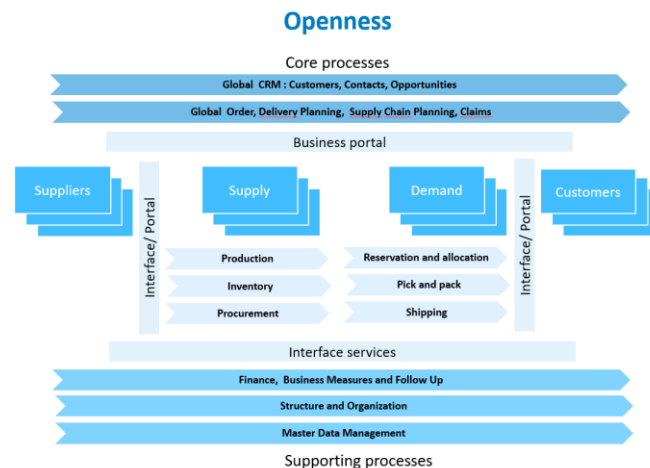 Openness
Core processes
Global CRM : Customers, Contacts, Opportunities
Global Order, Delivery Planning, Supply Chain Planning, Claims
Business portal
Suppliers
Interface/ Portal
Supply
Demand
Interface/ Portal
Customers
Production
Reservation and allocation
Inventory
Pick and pack
Procurement
Shipping
Interface services
Finance, Business Measures and Follow Up
Structure and Organization
Master Data Management
Supporting processes